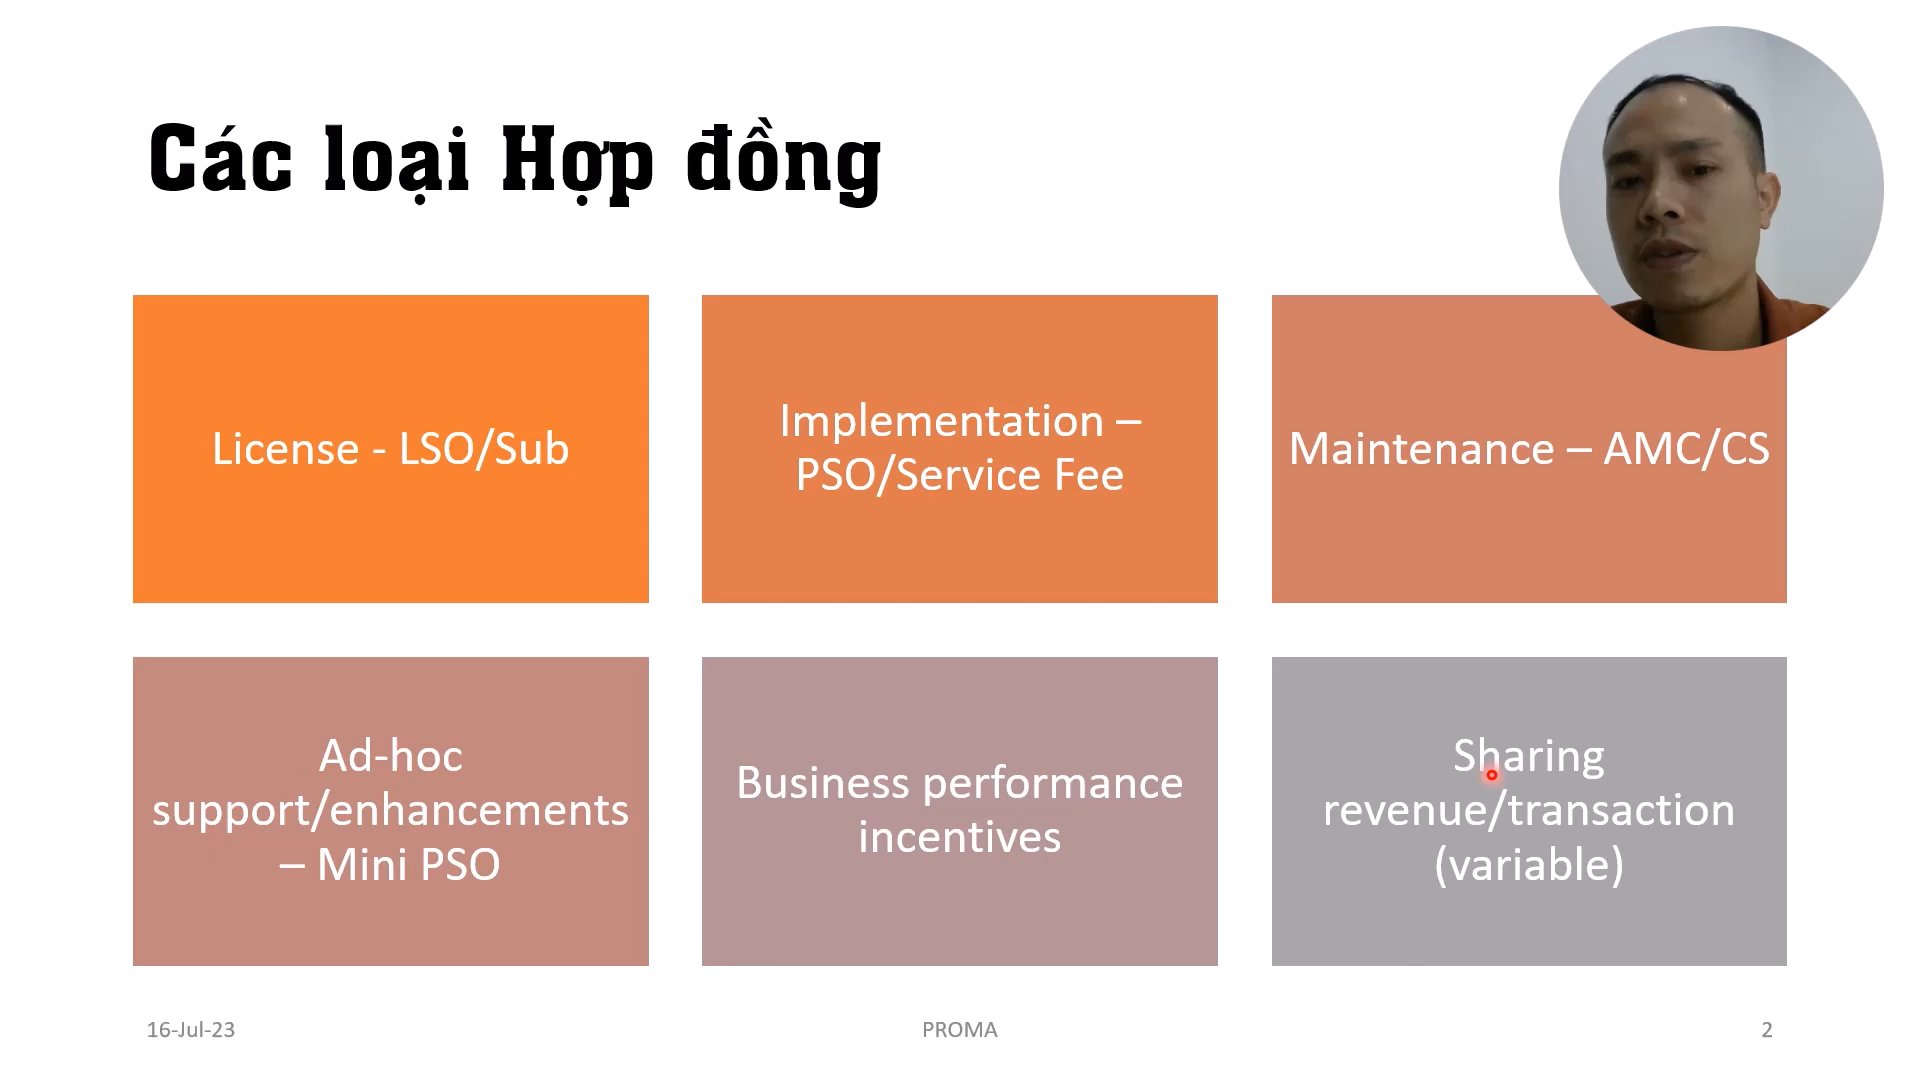 Các loại Hợp đồng
License - LSO/Sub
Implementation –
PSO/Service Fee
Maintenance – AMC/CS
Ad-hoc
support/enhancements
– Mini PSO
Business performance
incentives
Sharing
revenue/transaction
(variable)
16-Jul-23
PROMA
2